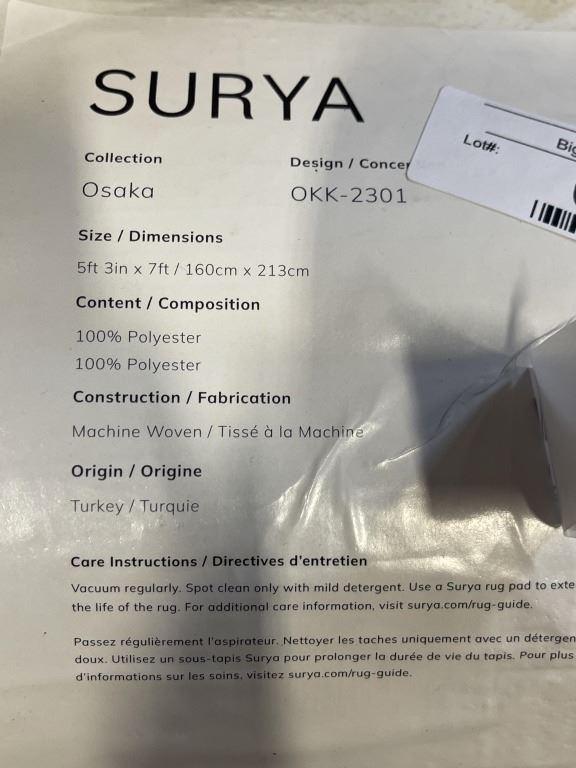 SURYA
Collection
Design / Concep
Osaka
OKK-2301
Lot#:
Big
Size / Dimensions
5ft 3in x 7ft / 160cm x 213cm
Content / Composition
100% Polyester
100% Polyester
Construction / Fabrication
Machine Woven / Tissé à la Machine
Origin / Origine
Turkey / Turquie
Care Instructions / Directives d'entretien
Vacuum regularly. Spot clean only with mild detergent. Use a Surya rug pad to exte
the life of the rug. For additional care information, visit surya.com/rug-guide.
Passez régulièrement l'aspirateur. Nettoyer les taches uniquement avec un détergen
doux. Utilisez un sous-tapis Surya pour prolonger la durée de vie du tapis. Pour plus
d'informations sur les soins, visitez surya.com/rug-guide.